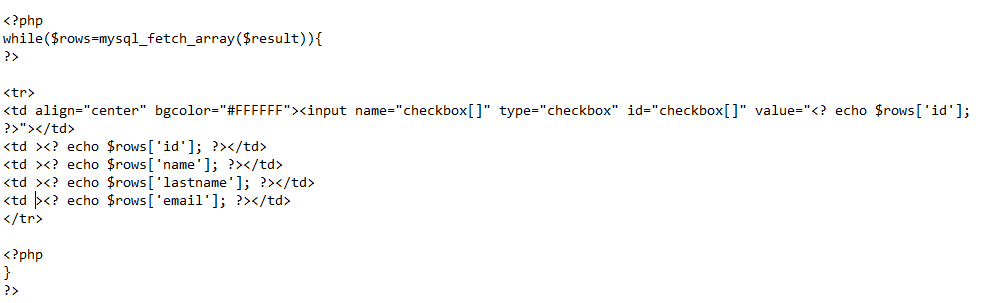 <?php
while($rows=mysql_fetch_array($result)){
?>
<tr>
<td align="center" bgcolor="#FFFFFF"><input name="checkbox[]" type="checkbox" id="checkbox[]" value="<? echo $rows['id'];
?>"></td>
<td ><? echo $rows['id']; ?></td>
<td ><? echo $rows['name']; ?></td>
<td ><? echo $rows['lastname']; ?></td>
<td ><? echo $rows['email']; ?></td>
</tr>
<?php
}
?>